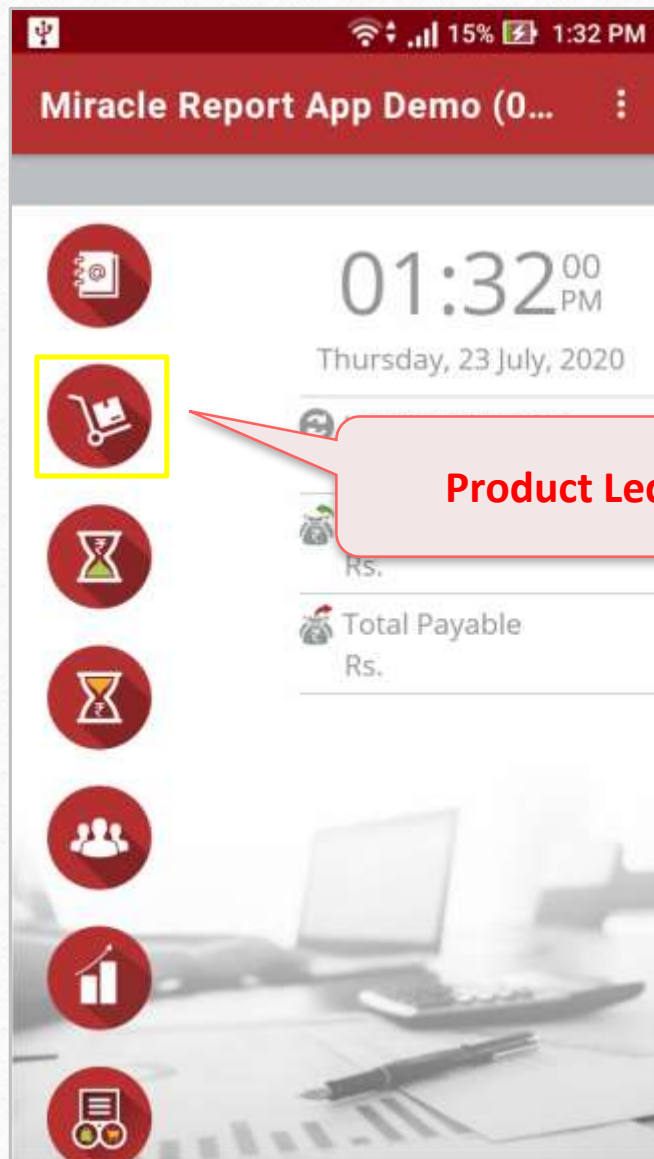 15% 1:32 PM
Miracle Report App Demo (0...
01:32 00
PM
Thursday, 23 July, 2020
Product
Rs.
Total Payable
Rs.